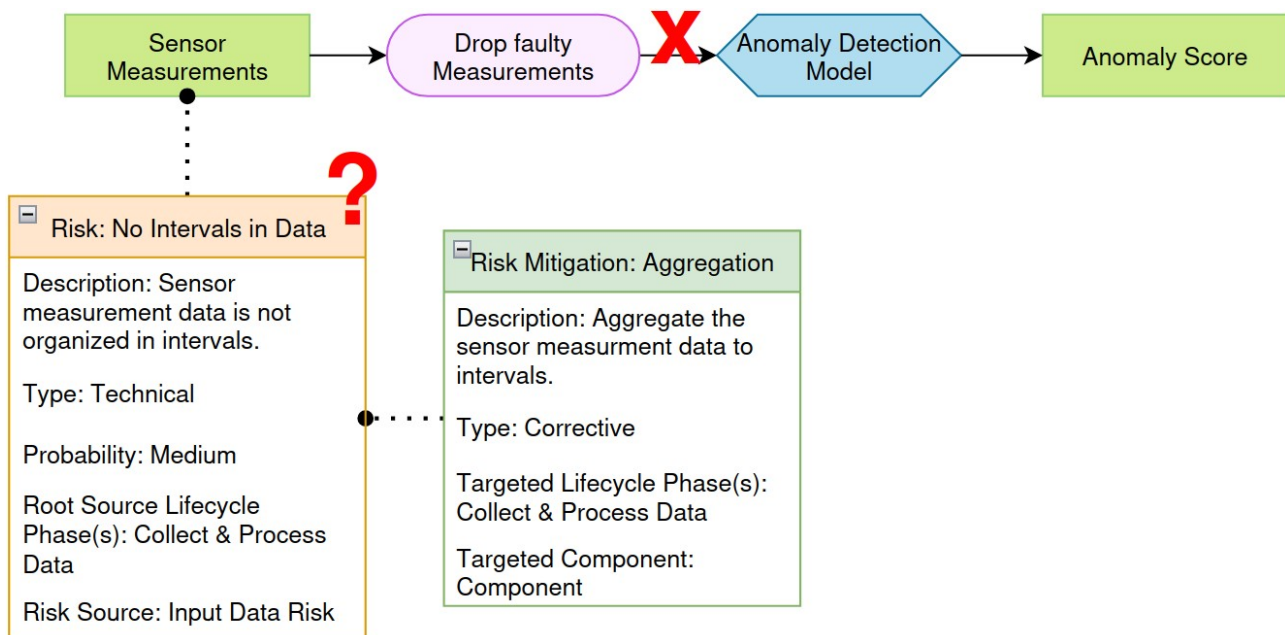 Sensor
Measurements
Drop faulty
Measurements
X
Anomaly Detection
Model
Anomaly Score
?
Risk: No Intervals in Data
Description: Sensor
measurement data is not
organized in intervals.
Type: Technical
Probability: Medium
Root Source Lifecycle
Phase(s): Collect & Process
Data
Risk Source: Input Data Risk
Risk Mitigation: Aggregation
Description: Aggregate the
sensor measurment data to
intervals.
Type: Corrective
Targeted Lifecycle Phase(s):
Collect & Process Data
Targeted Component:
Component